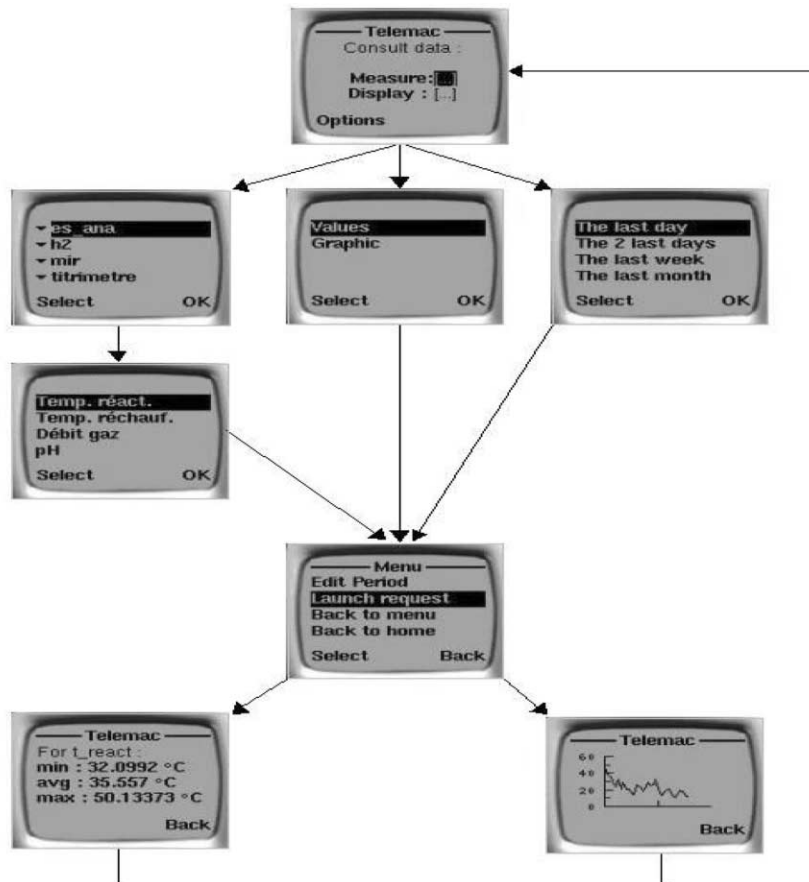 Telemac
Consult data :
Measure:[...]
Display : [...]
Options
es_ana
h2
mir
titrimetre
Select OK
Values
Graphic
Select OK
The last day
The 2 last days
The last week
The last month
Select OK
Temp. réact.
Temp. réchauf.
Débit gaz
pH
Select OK
Menu
Edit Period
Launch request
Back to menu
Back to home
Select Back
Telemac
For t_react :
min : 32.0992 °C
avg : 35.557 °C
max : 50.13373 °C
Back
Telemac
60
40
20
0
Back